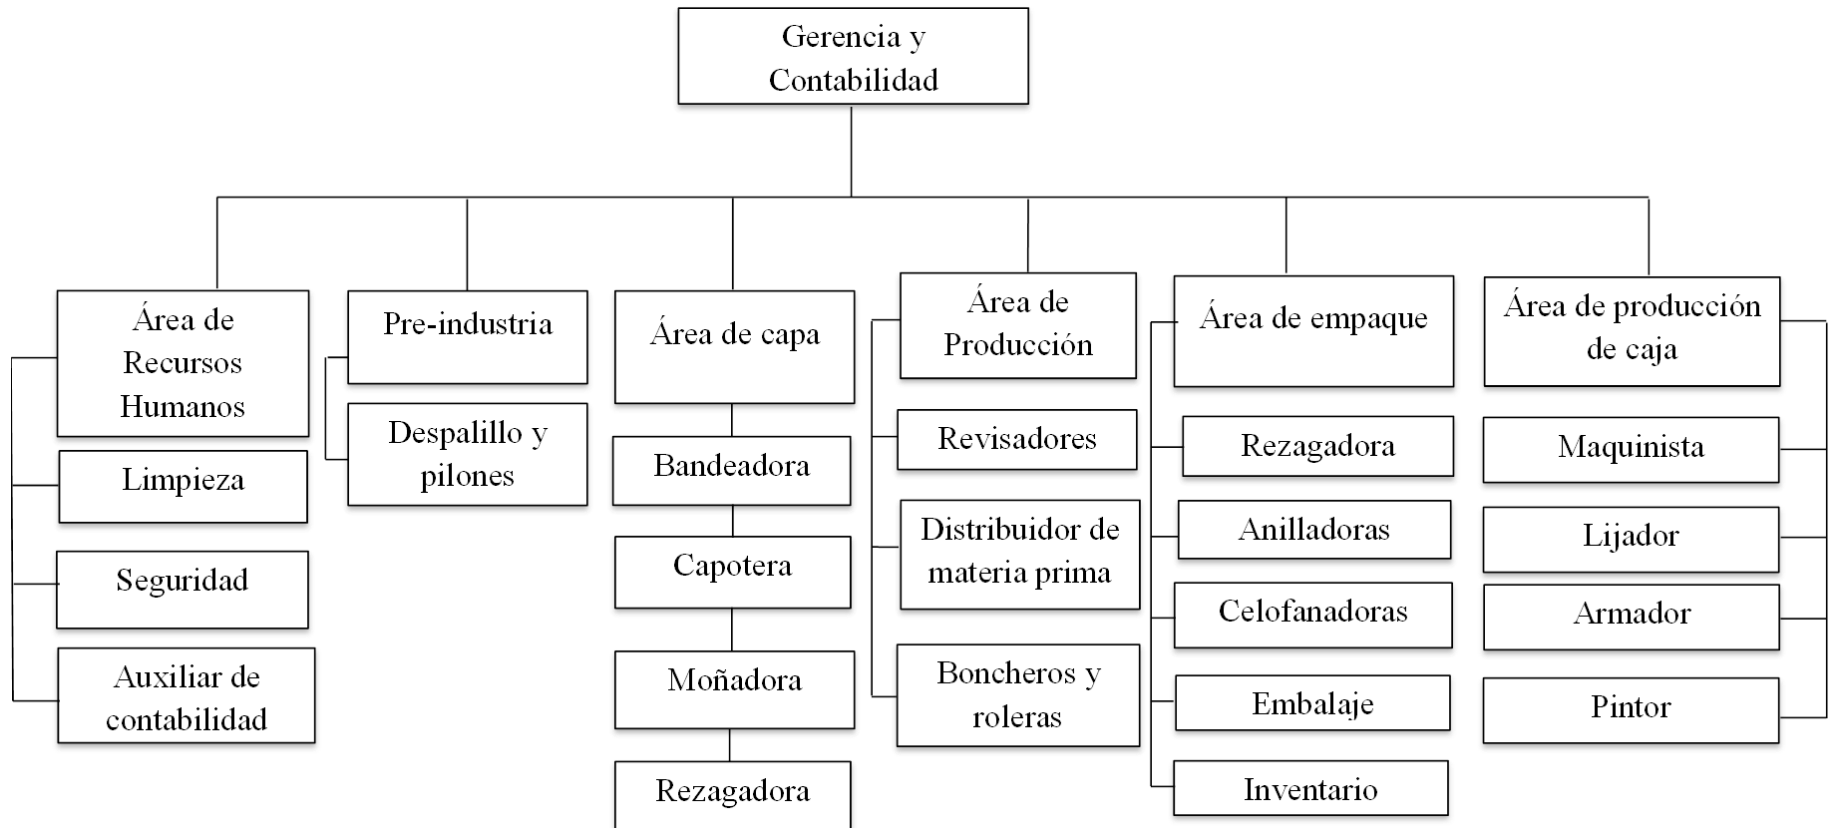 Gerencia y
Contabilidad
Área de
Recursos
Humanos
Limpieza
Seguridad
Auxiliar de
contabilidad
Pre-industria
Despalillo y
pilones
Área de capa
Bandeadora
Capotera
Moñadora
Rezagadora
Área de
Producción
Revisadores
Distribuidor de
materia prima
Boncheros y
roleras
Área de empaque
Rezagadora
Anilladoras
Celofanadoras
Embalaje
Inventario
Área de producción
de caja
Maquinista
Lijador
Armador
Pintor